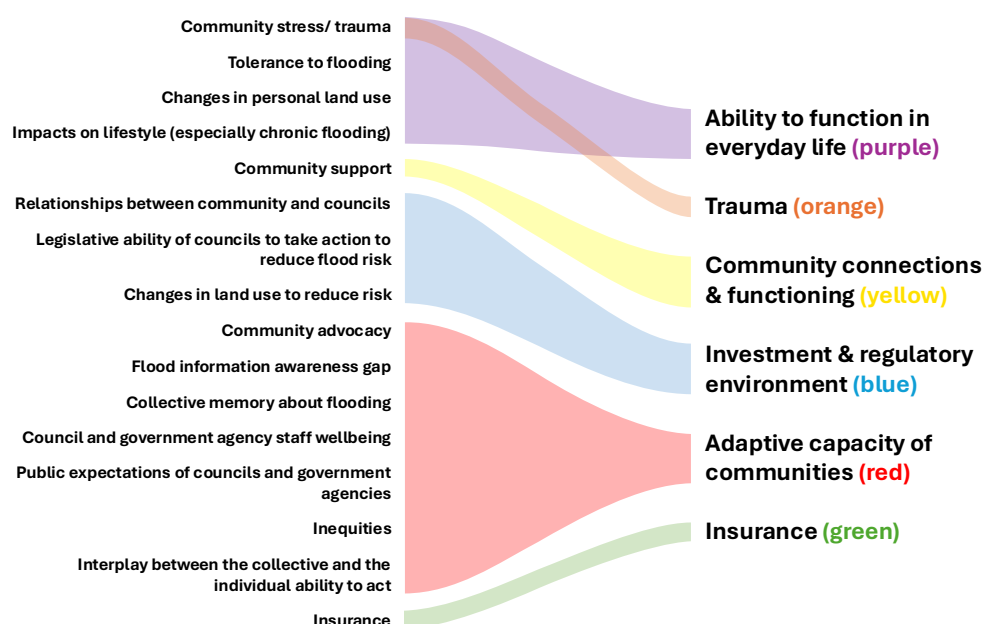 Community stress/ trauma
Tolerance to flooding
Changes in personal land use
Impacts on lifestyle (especially chronic flooding)
Community support
Relationships between community and councils
Legislative ability of councils to take action to
reduce flood risk
Changes in land use to reduce risk
Community advocacy
Flood information awareness gap
Collective memory about flooding
Council and government agency staff wellbeing
Public expectations of councils and government
agencies
Inequities
Interplay between the collective and the
individual ability to act
Insurance
Ability to function in
everyday life (purple)
Trauma (orange)
Community connections
& functioning (yellow)
Investment & regulatory
environment (blue)
Adaptive capacity of
communities (red)
Insurance (green)